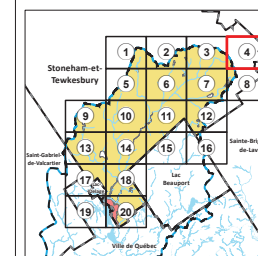 1 2 3 4
Stoneham-et-
Tewkesbury
5 6 7 8
9 10 11 12
Sainte-Brig
de-Lav
13 14 15 16
Saint-Gabriel
de-Valcartier
Lac
Beauport
17 18
19 20
Ville de Québec